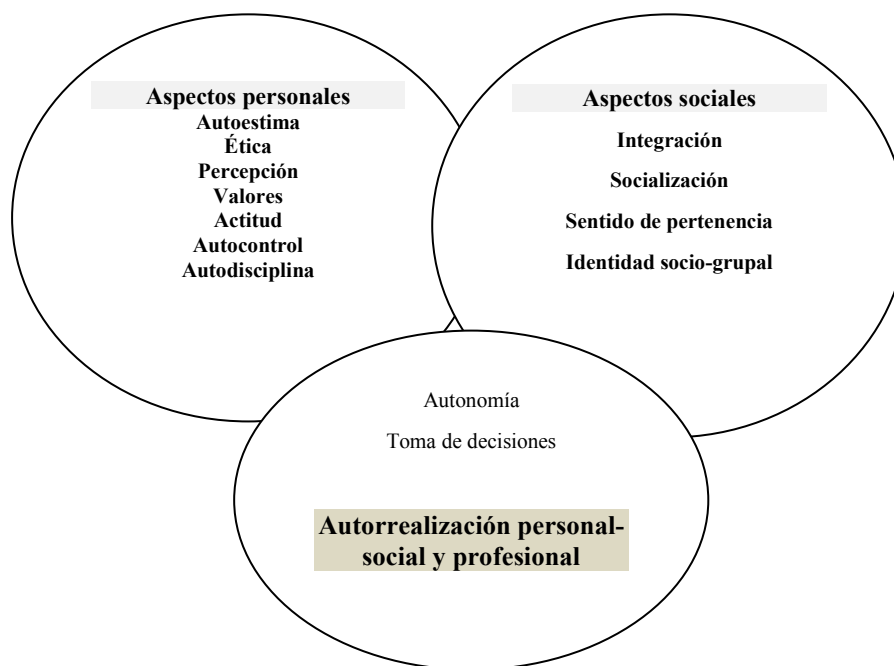 Aspectos personales
Autoestima
Ética
Percepción
Valores
Actitud
Autocontrol
Autodisciplina
Aspectos sociales
Integración
Socialización
Sentido de pertenencia
Identidad socio-grupal
Autonomía
Toma de decisiones
Autorrealización personal-
social y profesional